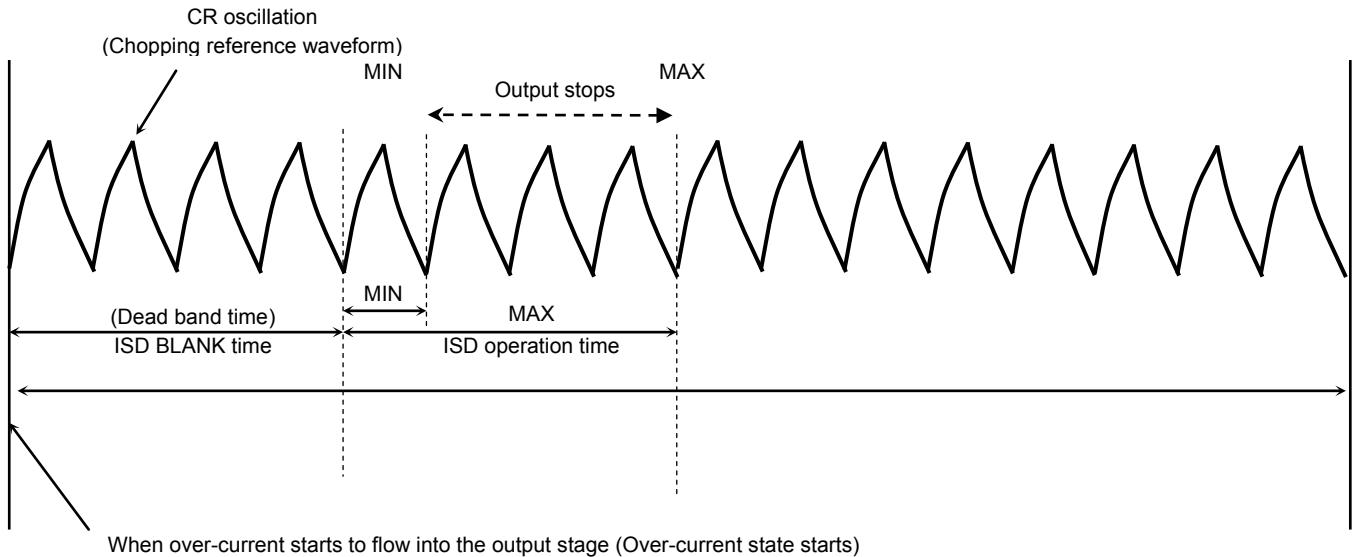 CR oscillation
(Chopping reference waveform)
MIN
MAX
Output stops
MIN
(Dead band time)
MAX
ISD BLANK time
ISD operation time
When over-current starts to flow into the output stage (Over-current state starts)